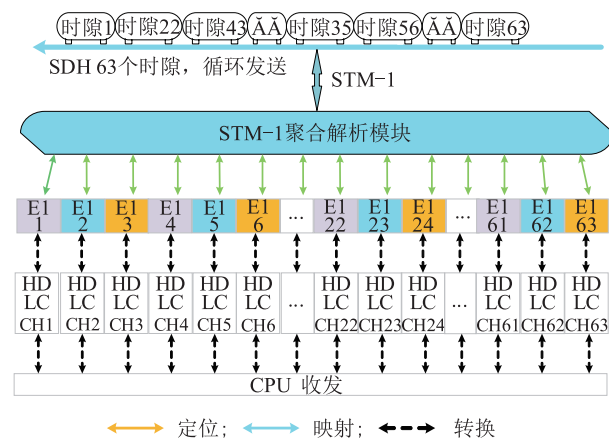 时隙1 时隙22 时隙43 ǍǍ 时隙35 时隙56 ǍǍ 时隙63
SDH 63个时隙，循环发送
STM-1
STM-1聚合解析模块
E1 1 E1 2 E1 3 E1 4 E1 5 E1 6 ... E1 22 E1 23 E1 24 ... E1 61 E1 62 E1 63
HD LC CH1 HD LC CH2 HD LC CH3 HD LC CH4 HD LC CH5 HD LC CH6 ... HD LC CH22 HD LC CH23 HD LC CH24 ... HD LC CH61 HD LC CH62 HD LC CH63
CPU 收发
定位; 映射; 转换